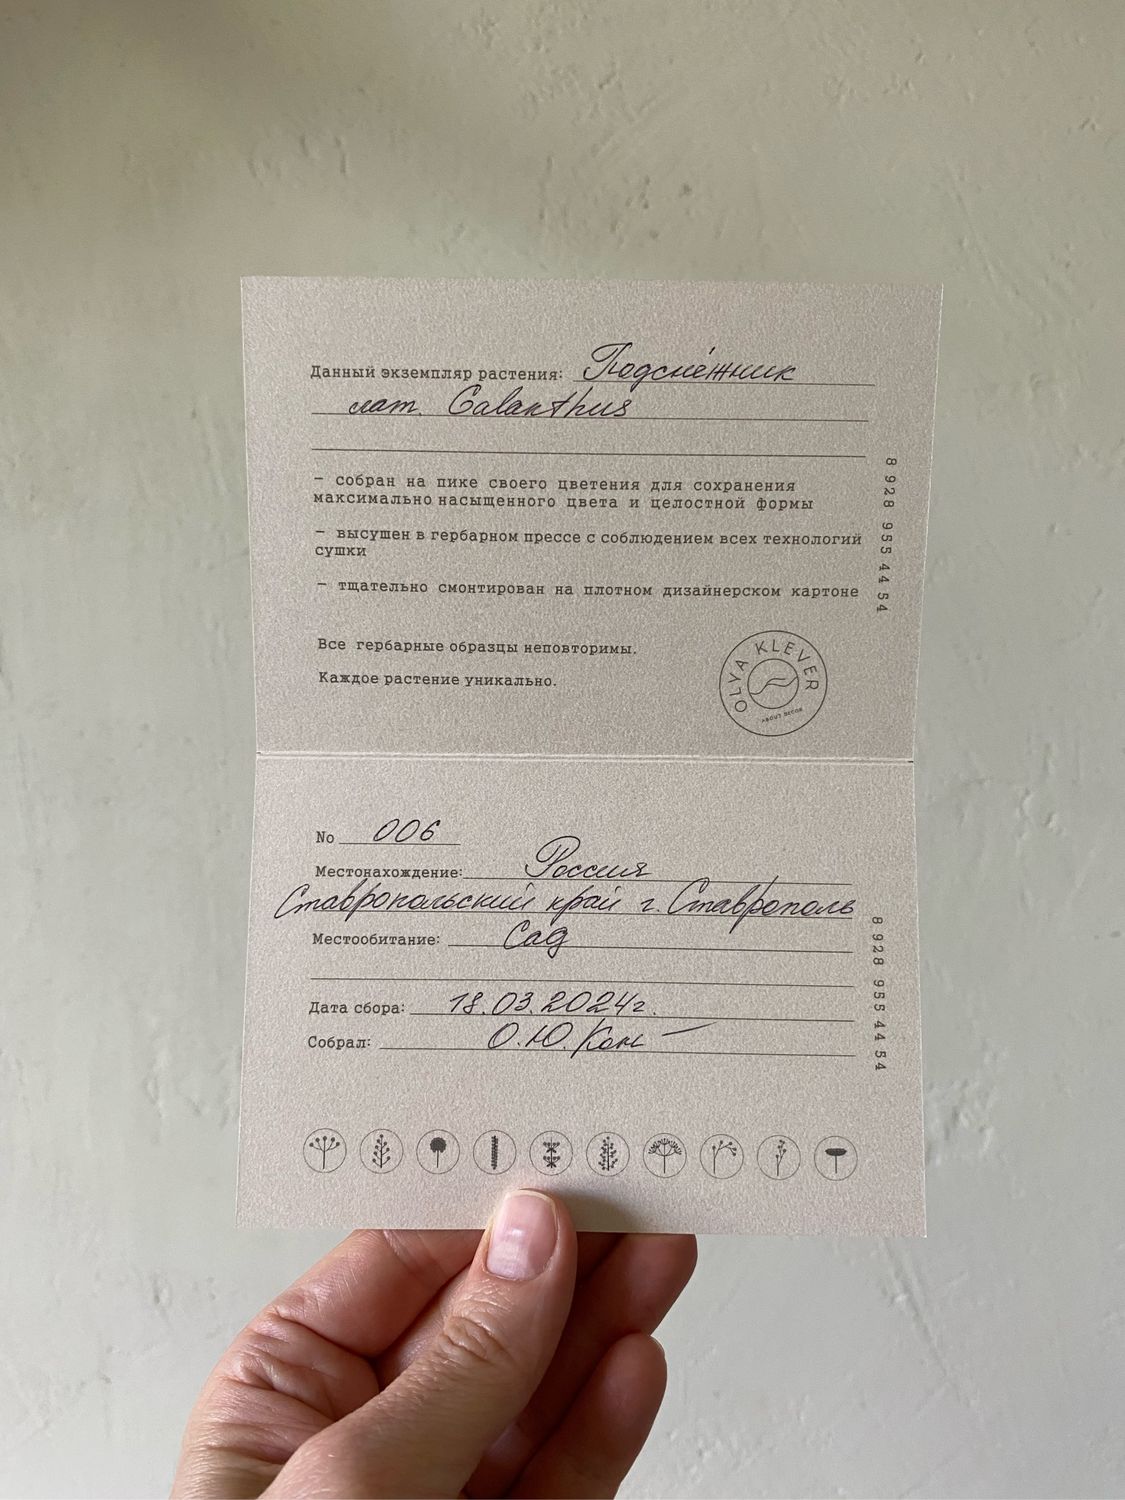 Данный экземпляр растения: Подснежник
лат. Galanthus
— собран на пике своего цветения для сохранения
максимально насыщенного цвета и целостной формы
— высушен в гербарном прессе с соблюдением всех технологий
сушки
— тщательно смонтирован на плотном дизайнерском картоне
Все гербарные образцы неповторимы.
Каждое растение уникально.
8 928 955 44 54
OLYA KLEVER
ABOUT DECOR
No 006
Местонахождение: Россия
Ставропольский край г. Ставрополь
Местообитание: Сад
Дата сбора: 18.03.2024г.
Собрал: О.Ю.
8 928 955 44 54